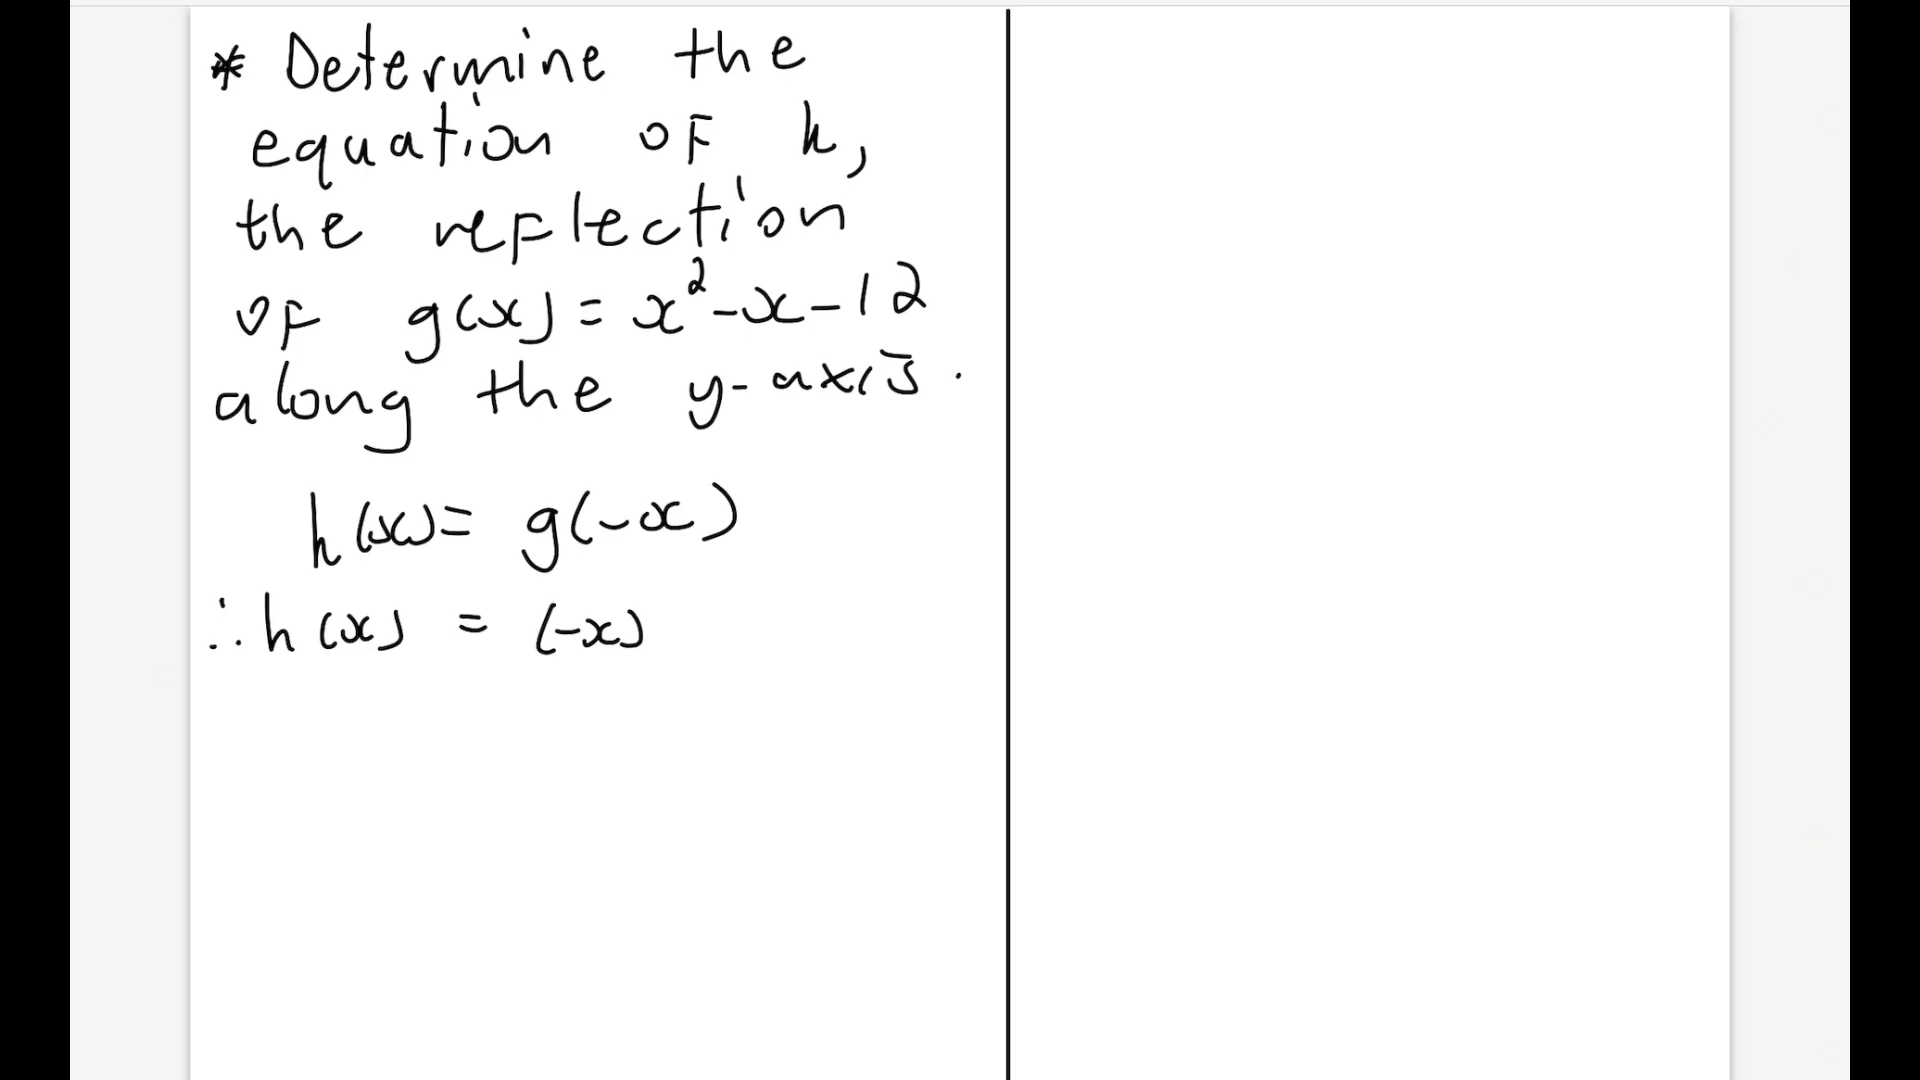 * Determine the
equation of h,
the reflection
of g(x) = x² - x - 12
along the y-axis.
h(x) = g(-x)
∴ h(x) = (-x)